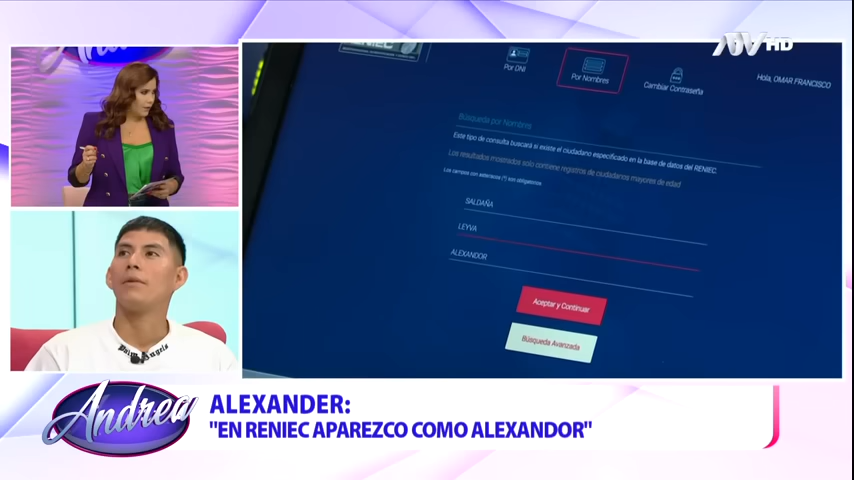 Andrea
RENIEC
ATV HD
Por DNI
Por Nombres
Cambiar Contraseña
Hola, OMAR FRANCISCO
Búsqueda por Nombres
Este tipo de consulta buscará si existe el ciudadano especificado en la base de datos del RENIEC.
Los resultados mostrados solo contiene registros de ciudadanos mayores de edad
Los campos con asterisco (*) son obligatorios
SALDAÑA
LEYVA
ALEXANDOR
Aceptar y Continuar
Búsqueda Avanzada
Andrea
ALEXANDER:
"EN RENIEC APAREZCO COMO ALEXANDOR"